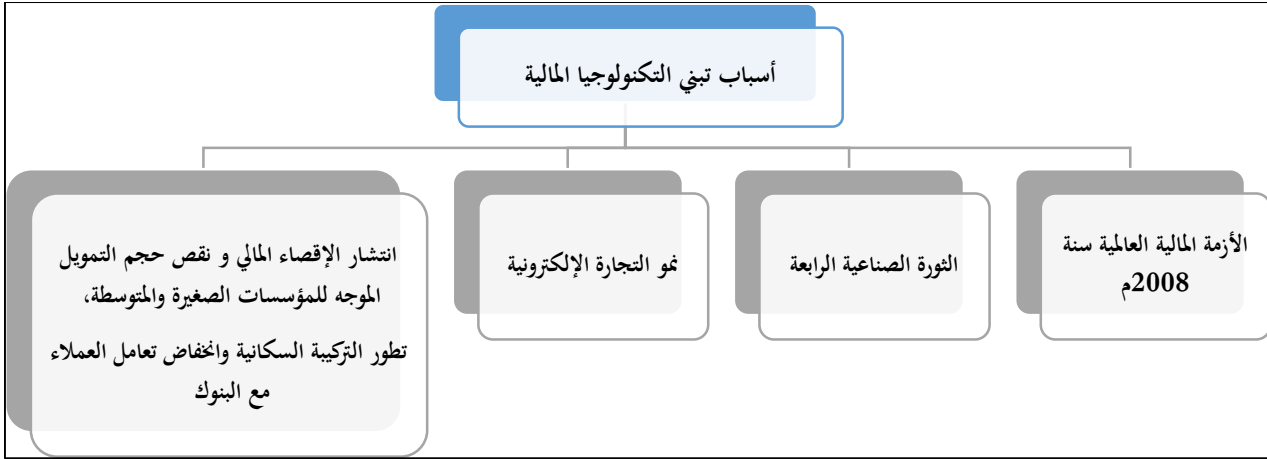 أسباب تبني التكنولوجيا المالية
الأزمة المالية العالمية سنة
2008م
الثورة الصناعية الرابعة
نمو التجارة الإلكترونية
انتشار الإقصاء المالي و نقص حجم التمويل
الموجه للمؤسسات الصغيرة والمتوسطة،
تطور التركيبة السكانية وانخفاض تعامل العملاء
مع البنوك